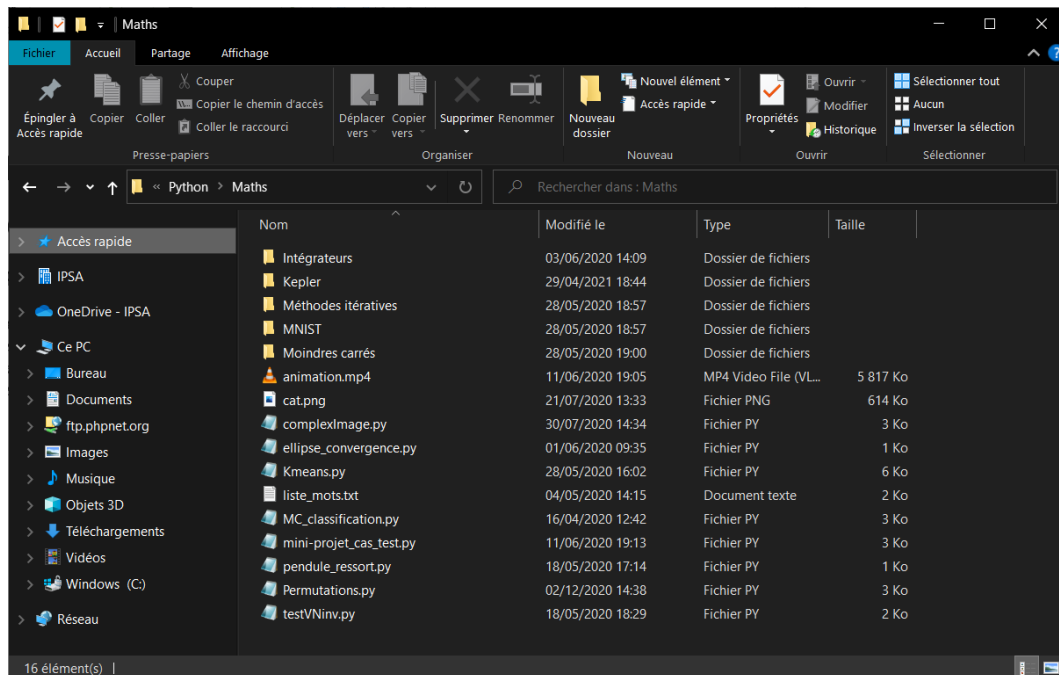 Maths
Fichier Accueil Partage Affichage
Épingler à Accès rapide
Copier
Coller
Couper
Copier le chemin d'accès
Coller le raccourci
Presse-papiers
Déplacer vers
Copier vers
Supprimer
Renommer
Organiser
Nouveau dossier
Nouvel élément
Accès rapide
Nouveau
Propriétés
Ouvrir
Modifier
Historique
Ouvrir
Sélectionner tout
Aucun
Inverser la sélection
Sélectionner
« Python > Maths
Rechercher dans : Maths
Accès rapide
IPSA
OneDrive - IPSA
Ce PC
Bureau
Documents
ftp.phpnet.org
Images
Musique
Objets 3D
Téléchargements
Vidéos
Windows (C:)
Réseau
Nom Modifié le Type Taille
Intégrateurs 03/06/2020 14:09 Dossier de fichiers
Kepler 29/04/2021 18:44 Dossier de fichiers
Méthodes itératives 28/05/2020 18:57 Dossier de fichiers
MNIST 28/05/2020 18:57 Dossier de fichiers
Moindres carrés 28/05/2020 19:00 Dossier de fichiers
animation.mp4 11/06/2020 19:05 MP4 Video File (VL... 5 817 Ko
cat.png 21/07/2020 13:33 Fichier PNG 614 Ko
complexImage.py 30/07/2020 14:34 Fichier PY 3 Ko
ellipse_convergence.py 01/06/2020 09:35 Fichier PY 1 Ko
Kmeans.py 28/05/2020 16:02 Fichier PY 6 Ko
liste_mots.txt 04/05/2020 14:15 Document texte 2 Ko
MC_classification.py 16/04/2020 12:42 Fichier PY 3 Ko
mini-projet_cas_test.py 11/06/2020 19:13 Fichier PY 3 Ko
pendule_ressort.py 18/05/2020 17:14 Fichier PY 1 Ko
Permutations.py 02/12/2020 14:38 Fichier PY 3 Ko
testVNinv.py 18/05/2020 18:29 Fichier PY 2 Ko
16 élément(s)